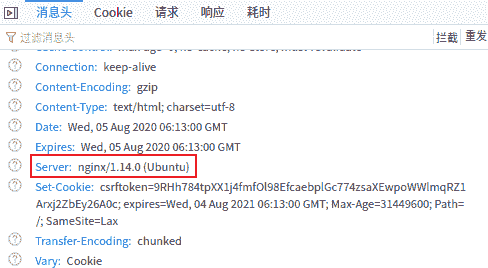 消息头 Cookie 请求 响应 耗时
过滤消息头 拦截 重发
Connection: keep-alive
Content-Encoding: gzip
Content-Type: text/html; charset=utf-8
Date: Wed, 05 Aug 2020 06:13:00 GMT
Expires: Wed, 05 Aug 2020 06:13:00 GMT
Server: nginx/1.14.0 (Ubuntu)
Set-Cookie: csrftoken=9RHh784tpXX1j4fmfOl98EfcaebplGc774zsaXEwpoWWlmqRZ1
Arxj2ZbEy26A0c; expires=Wed, 04 Aug 2021 06:13:00 GMT; Max-Age=31449600; Path=
/; SameSite=Lax
Transfer-Encoding: chunked
Vary: Cookie